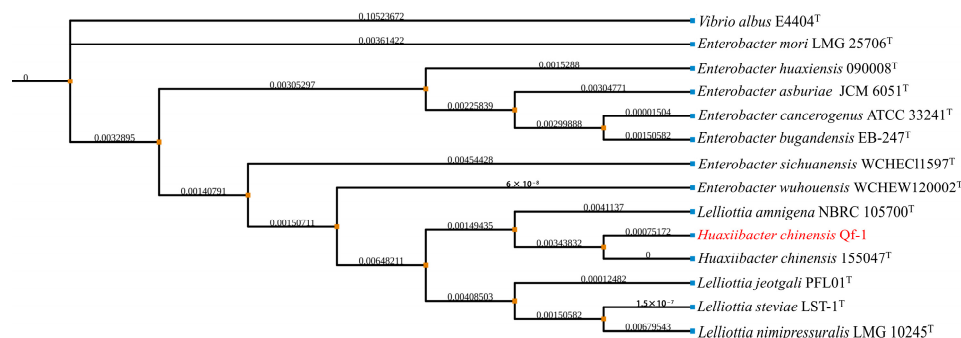 0.10523672
Vibrio albus E4404ᵀ
0.00361422
Enterobacter mori LMG 25706ᵀ
0
0.0015288
Enterobacter huaxiensis 090008ᵀ
0.00305297
0.00304771
Enterobacter asburiae JCM 6051ᵀ
0.00225839
0.00001504
Enterobacter cancerogenus ATCC 33241ᵀ
0.00299888
0.00150582
Enterobacter bugandensis EB-247ᵀ
0.0032895
0.00454428
Enterobacter sichuanensis WCHECl1597ᵀ
0.00140791
6 × 10⁻⁸
Enterobacter wuhouensis WCHEW120002ᵀ
0.0041137
Lelliottia amnigena NBRC 105700ᵀ
0.00150711
0.00149435
0.00075172
Huaxiibacter chinensis Qf-1
0.00343832
0
Huaxiibacter chinensis 155047ᵀ
0.00648211
0.00012482
Lelliottia jeotgali PFL01ᵀ
0.00408503
1.5×10⁻⁷
Lelliottia steviae LST-1ᵀ
0.00150582
0.00679543
Lelliottia nimipressuralis LMG 10245ᵀ